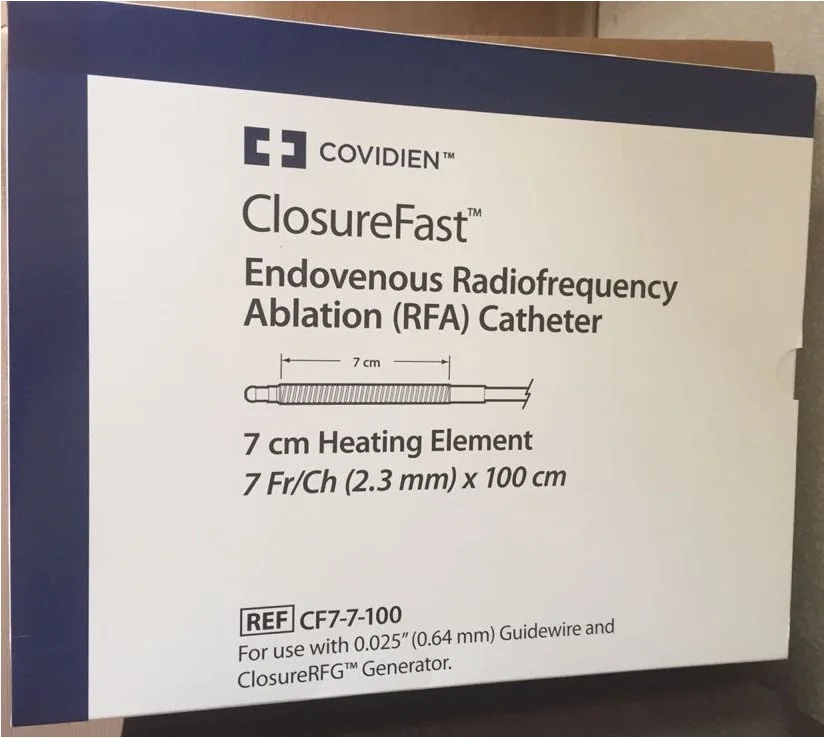 COVIDIEN™
ClosureFast™
Endovenous Radiofrequency
Ablation (RFA) Catheter
7 cm
7 cm Heating Element
7 Fr/Ch (2.3 mm) x 100 cm
REF CF7-7-100
For use with 0.025" (0.64 mm) Guidewire and
ClosureRFG™ Generator.